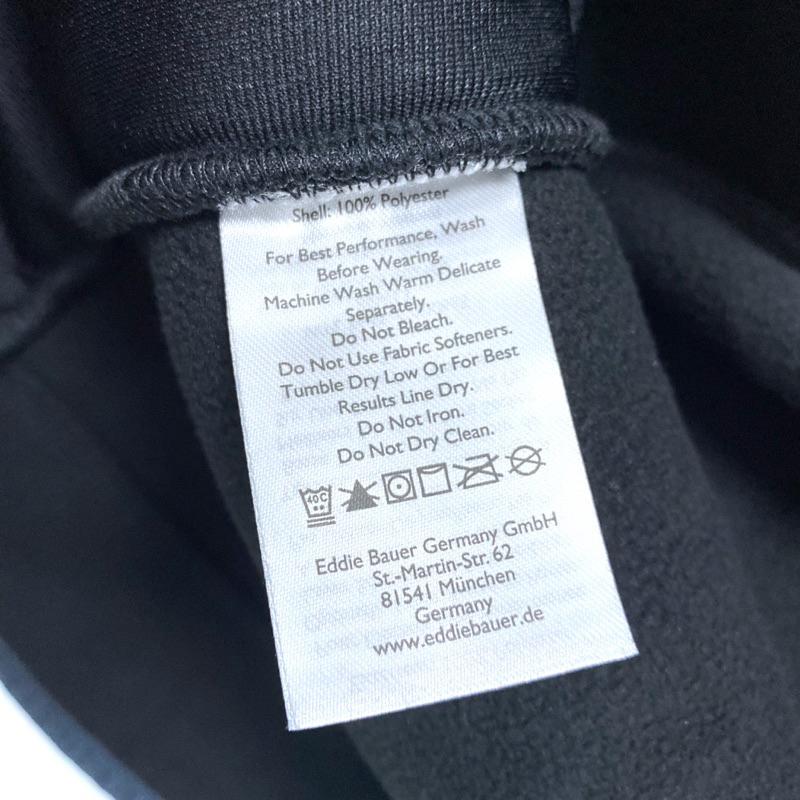 Shell: 100% Polyester
For Best Performance, Wash
Before Wearing.
Machine Wash Warm Delicate
Separately.
Do Not Bleach.
Do Not Use Fabric Softeners.
Tumble Dry Low Or For Best
Results Line Dry.
Do Not Iron.
Do Not Dry Clean.
40C
Eddie Bauer Germany GmbH
St.-Martin-Str. 62
81541 München
Germany
www.eddiebauer.de